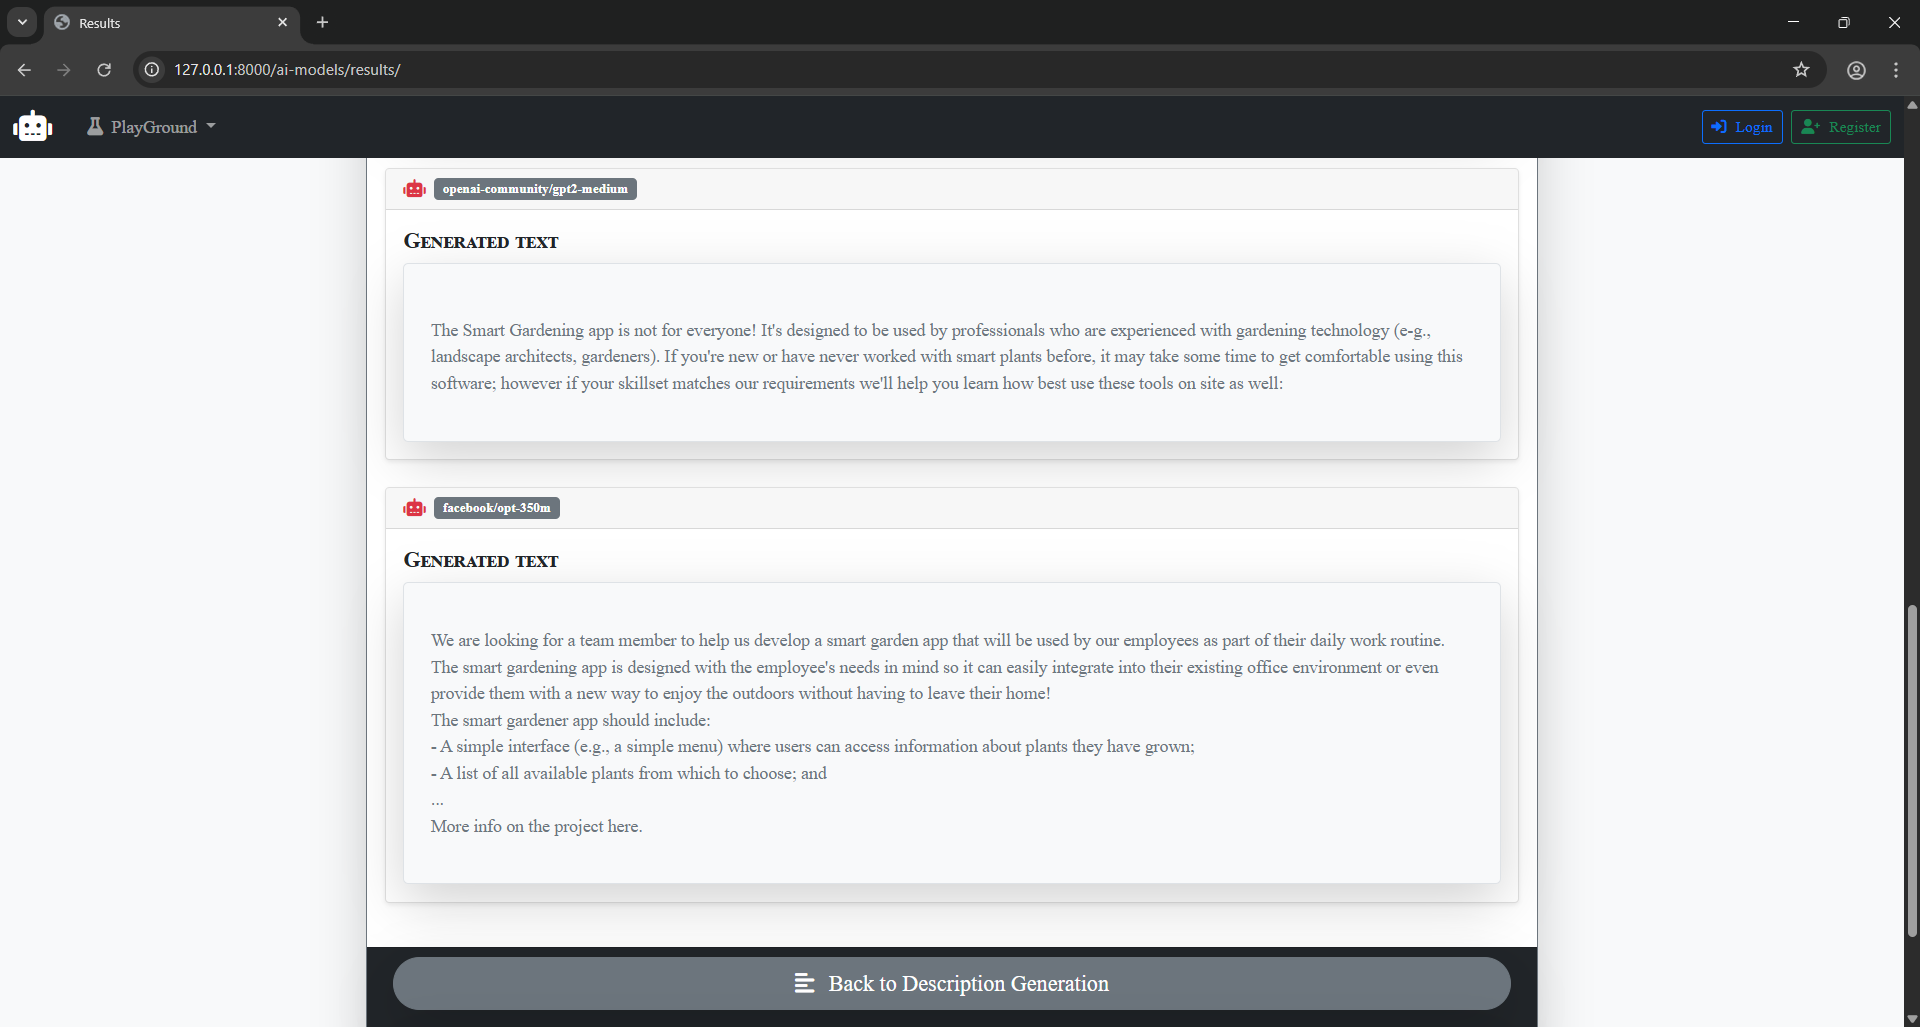 Results
127.0.0.1:8000/ai-models/results/
PlayGround
Login
Register
openai-community/gpt2-medium
Generated text
The Smart Gardening app is not for everyone! It's designed to be used by professionals who are experienced with gardening technology (e-g.,
landscape architects, gardeners). If you're new or have never worked with smart plants before, it may take some time to get comfortable using this
software; however if your skillset matches our requirements we'll help you learn how best use these tools on site as well:
facebook/opt-350m
Generated text
We are looking for a team member to help us develop a smart garden app that will be used by our employees as part of their daily work routine.
The smart gardening app is designed with the employee's needs in mind so it can easily integrate into their existing office environment or even
provide them with a new way to enjoy the outdoors without having to leave their home!
The smart gardener app should include:
- A simple interface (e.g., a simple menu) where users can access information about plants they have grown;
- A list of all available plants from which to choose; and
...
More info on the project here.
Back to Description Generation